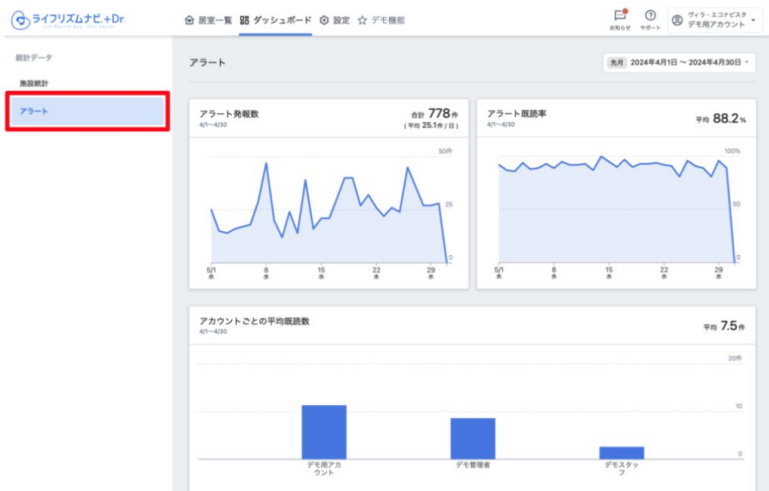 ライフリズムナビ.+Dr.
居室一覧
ダッシュボード
設定
デモ機能
お知らせ
サポート
ヴィラ・エコナビスタ
デモ用アカウント
統計データ
施設統計
アラート
アラート
先月 2024年4月1日 ～ 2024年4月30日
アラート発報数
4/1〜4/30
合計 778件
( 平均 25.1件 / 日 )
50件
25
0
5/1
水
8
水
15
水
22
水
29
水
アラート既読率
4/1〜4/30
平均 88.2%
100%
50
0
5/1
水
8
水
15
水
22
水
29
水
アカウントごとの平均既読数
4/1〜4/30
平均 7.5件
20件
10
0
デモ用アカ
ウント
デモ管理者
デモスタッ
フ